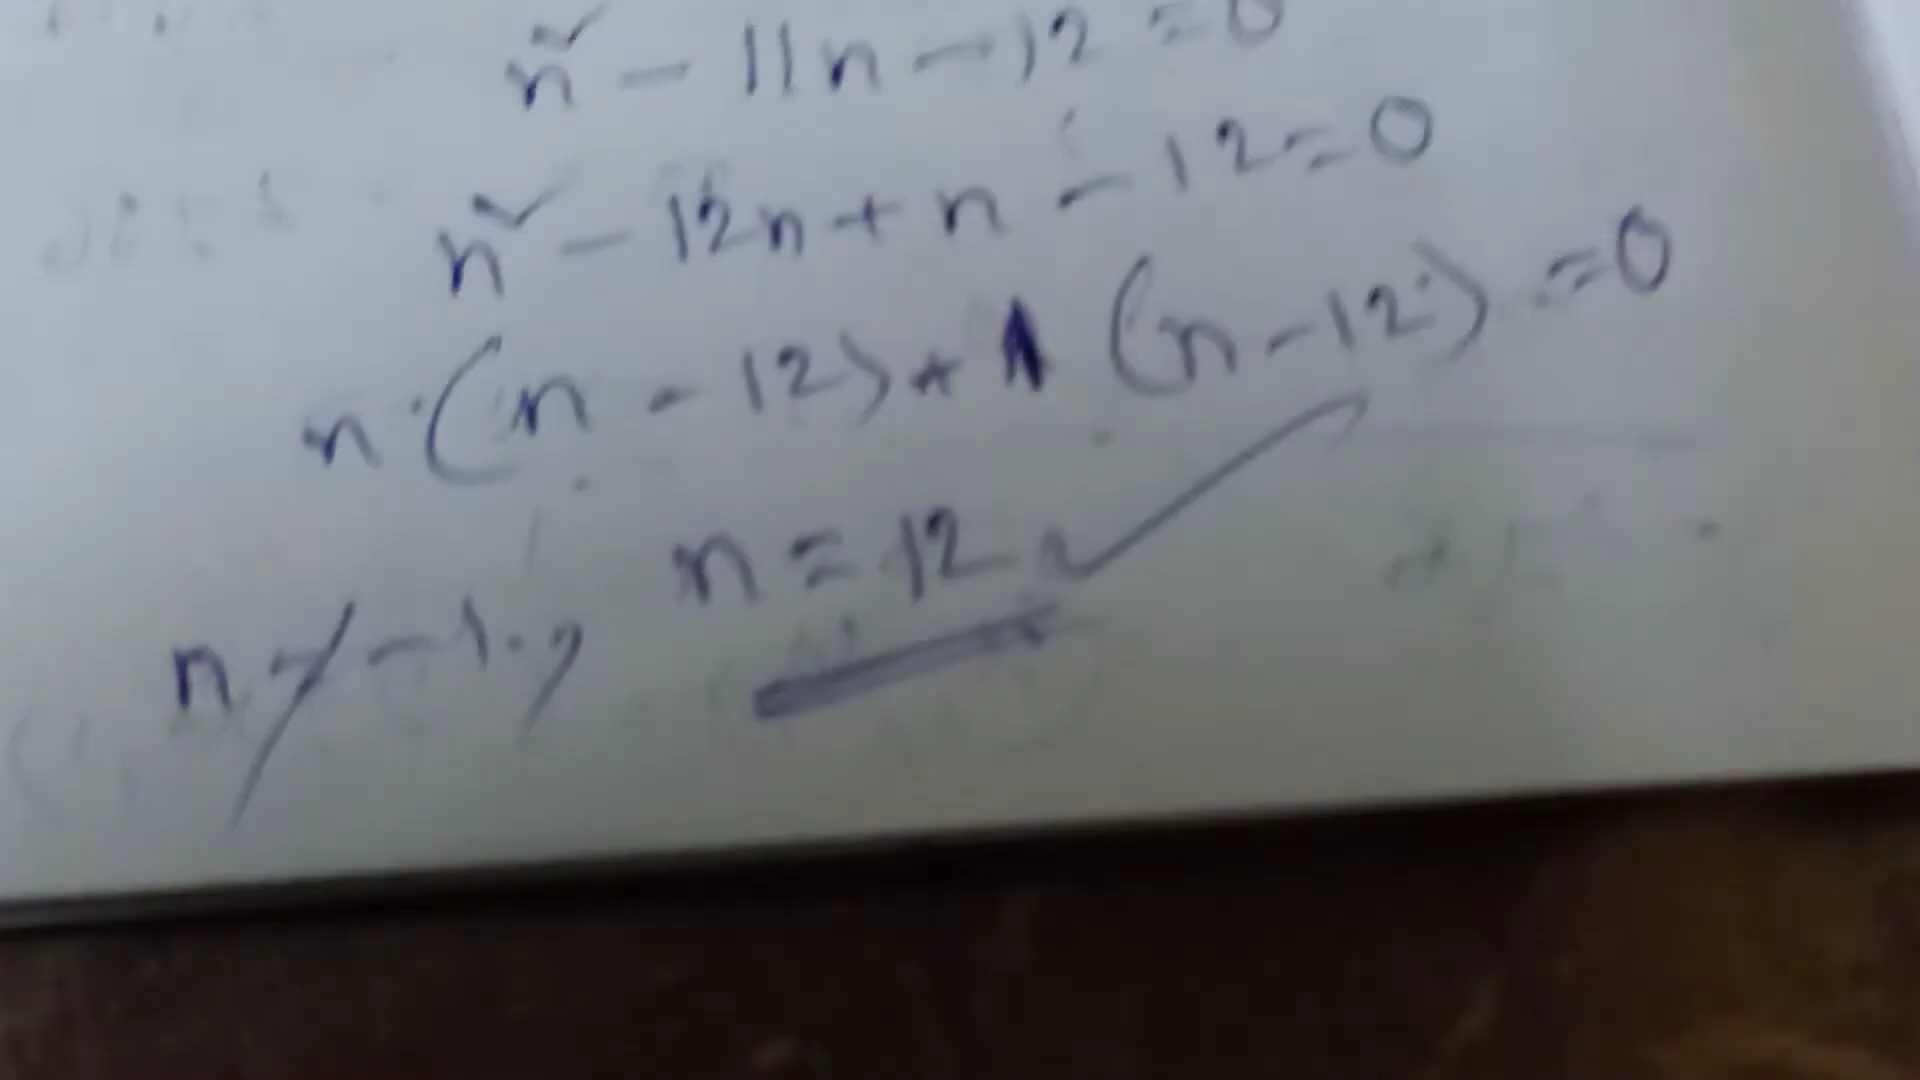 n² - 11n - 12 = 0
n² - 12n + n - 12 = 0
n (n - 12) + 1 (n - 12) = 0
n ≠ -1, n = 12